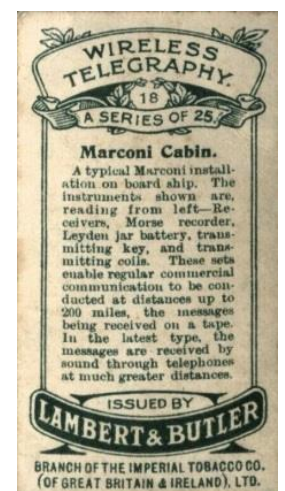 WIRELESS
TELEGRAPHY.
18
A SERIES OF 25.
Marconi Cabin.
A typical Marconi install-
ation on board ship. The
instruments shown are,
reading from left—Re-
ceivers, Morse recorder,
Leyden jar battery, trans-
mitting key, and trans-
mitting coils. These sets
enable regular commercial
communication to be con-
ducted at distances up to
200 miles, the messages
being received on a tape.
In the latest type, the
messages are received by
sound through telephones
at much greater distances.
ISSUED BY
LAMBERT & BUTLER
BRANCH OF THE IMPERIAL TOBACCO CO.
(OF GREAT BRITAIN & IRELAND), LTD.